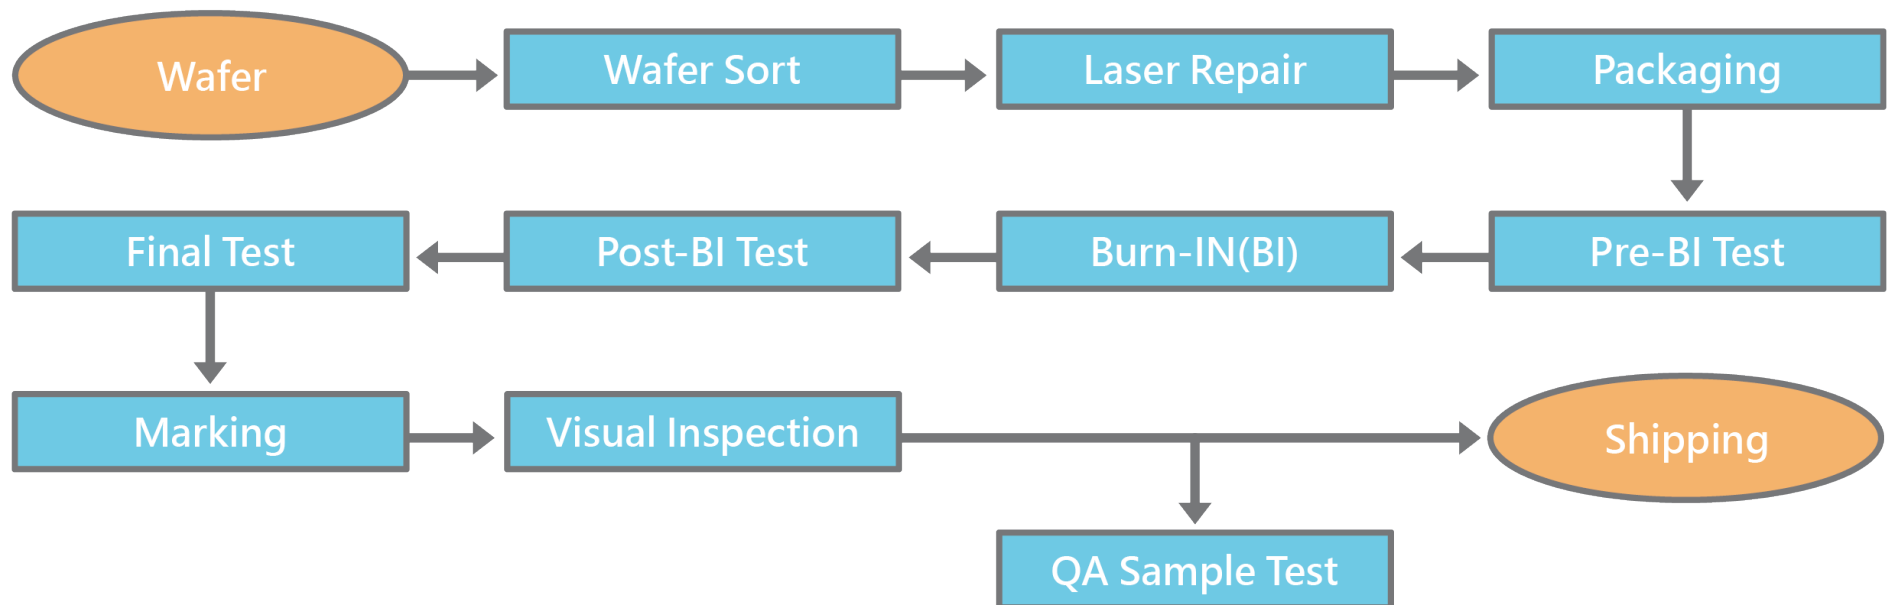 Wafer
Wafer Sort
Laser Repair
Packaging
Final Test
Post-BI Test
Burn-IN(BI)
Pre-BI Test
Marking
Visual Inspection
Shipping
QA Sample Test